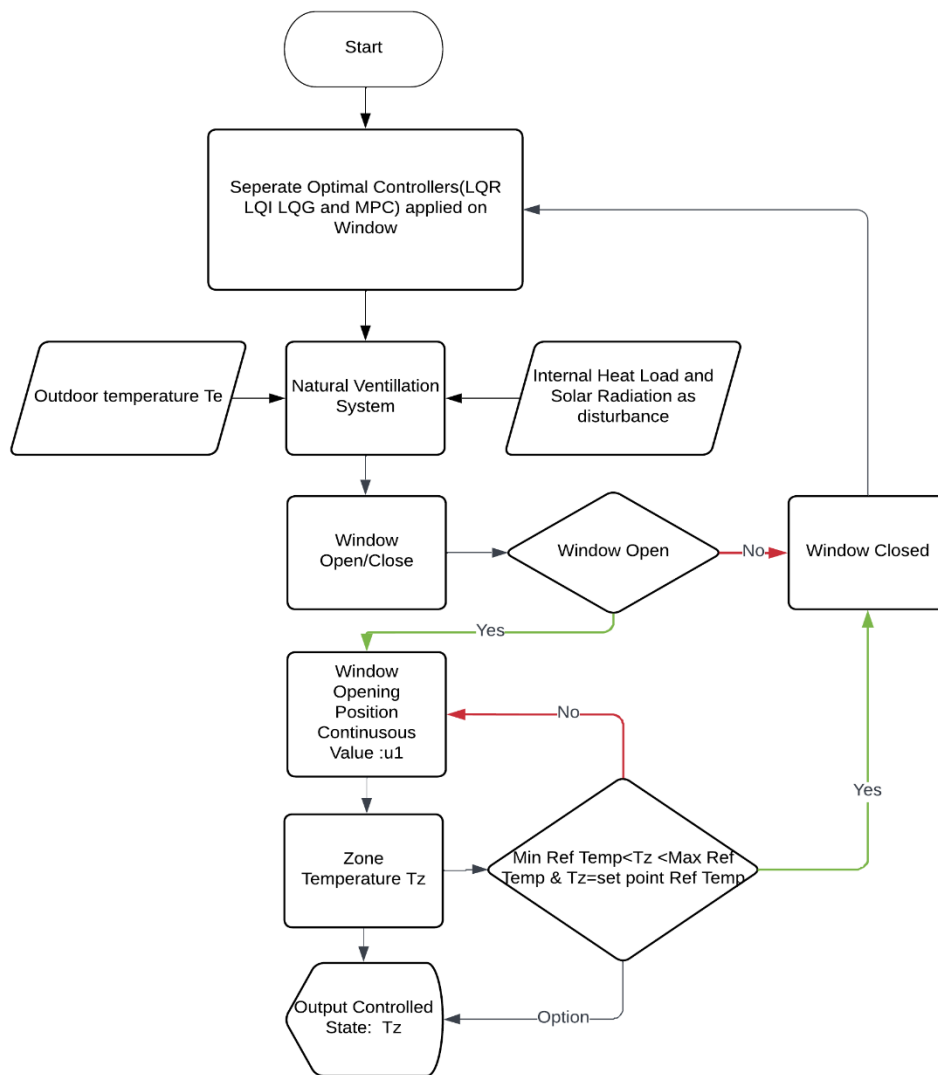 Start
Seperate Optimal Controllers(LQR
LQI LQG and MPC) applied on
Window
Outdoor temperature Te
Natural Ventillation
System
Internal Heat Load and
Solar Radiation as
disturbance
Window
Open/Close
Window Open
No
Window Closed
Yes
Window
Opening
Position
Continusous
Value :u1
No
Yes
Zone
Temperature Tz
Min Ref Temp<Tz <Max Ref
Temp & Tz=set point Ref Temp
Output Controlled
State:  Tz
Option